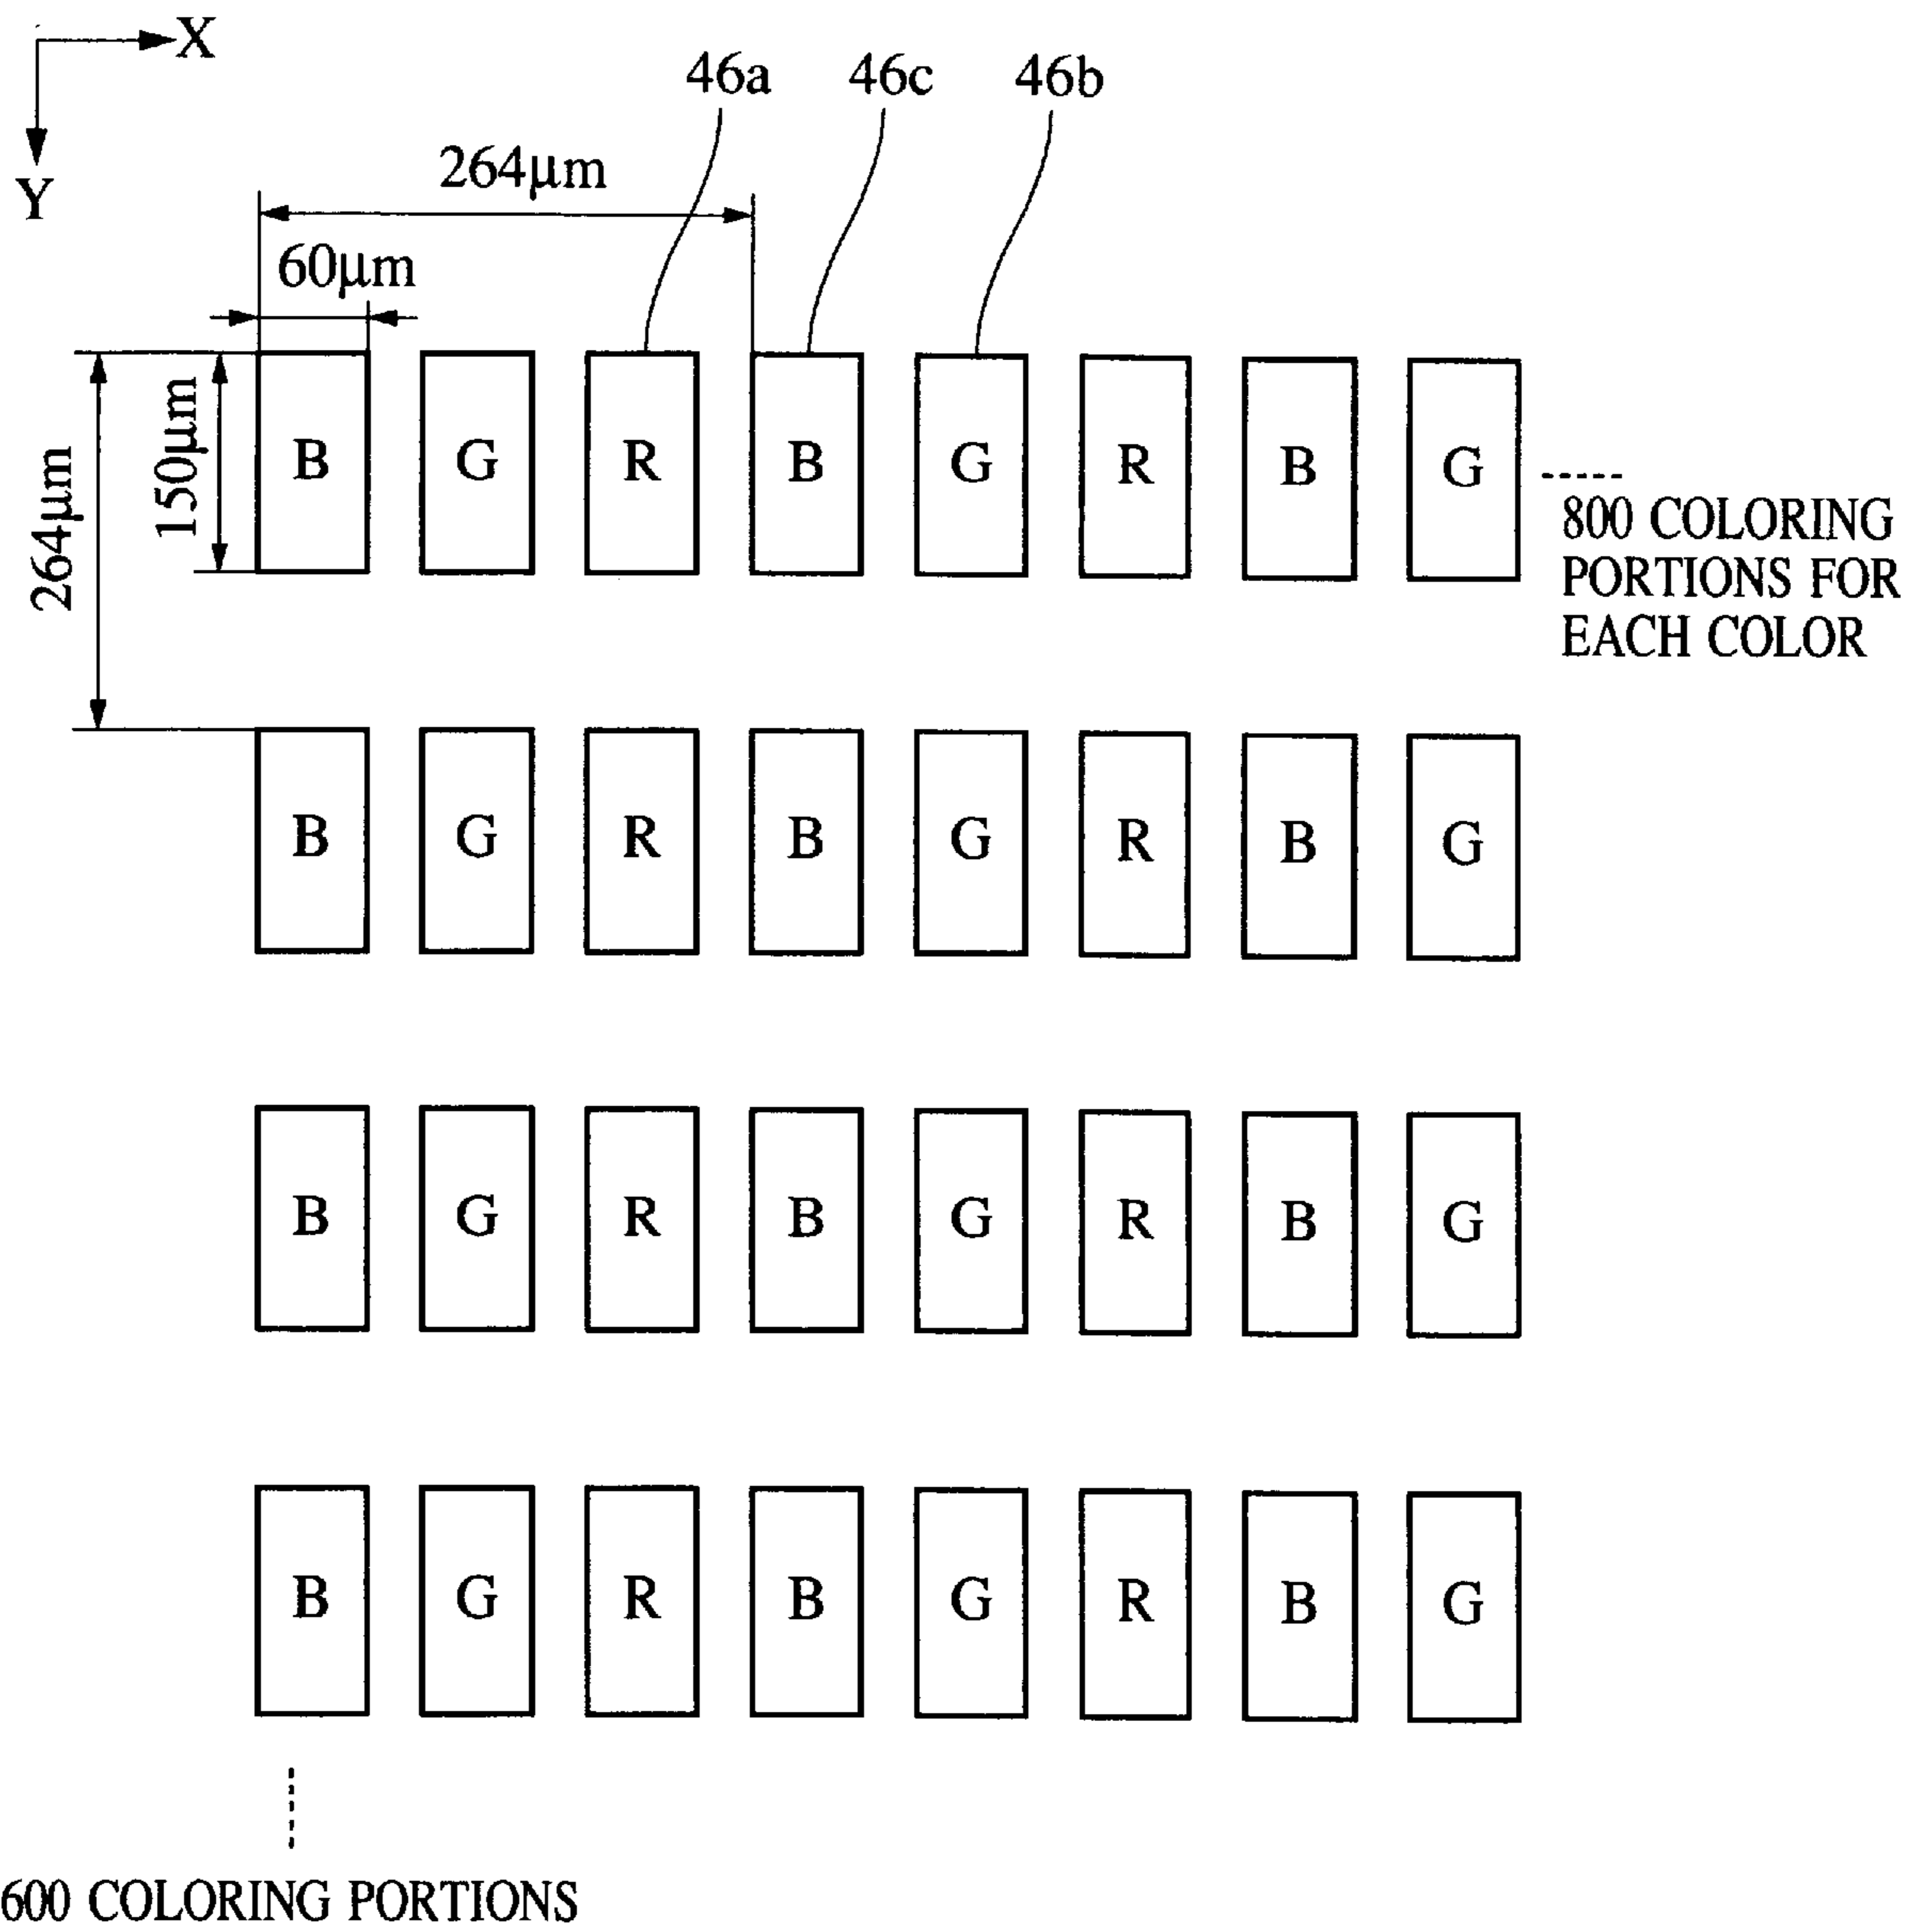 X
Y
46a 46c 46b
264μm
60μm
264μm
150μm
B G R B G R B G
800 COLORING
PORTIONS FOR
EACH COLOR
B G R B G R B G
B G R B G R B G
B G R B G R B G
600 COLORING PORTIONS